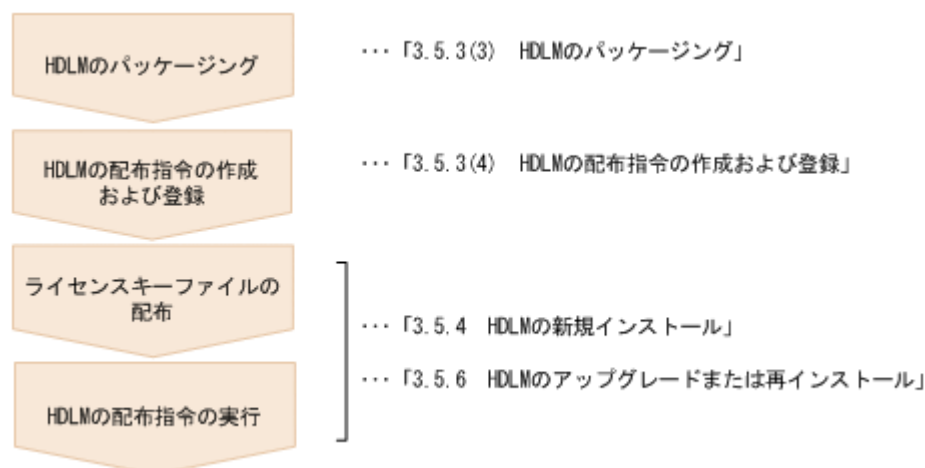 HDLMのパッケージング
･･･「3.5.3(3) HDLMのパッケージング」
HDLMの配布指令の作成
および登録
･･･「3.5.3(4) HDLMの配布指令の作成および登録」
ライセンスキーファイルの
配布
･･･「3.5.4 HDLMの新規インストール」
･･･「3.5.6 HDLMのアップグレードまたは再インストール」
HDLMの配布指令の実行